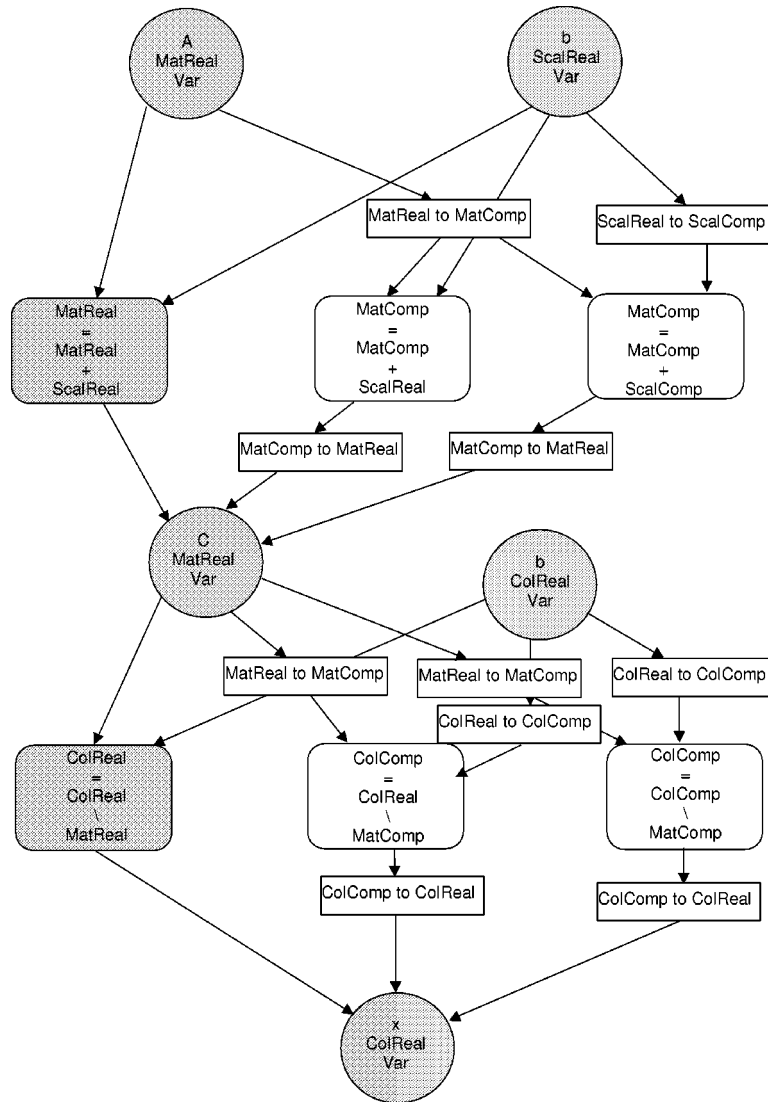 A
MatReal
Var
b
ScalReal
Var
MatReal to MatComp
ScalReal to ScalComp
MatReal
=
MatReal
+
ScalReal
MatComp
=
MatComp
+
ScalReal
MatComp
=
MatComp
+
ScalComp
MatComp to MatReal
MatComp to MatReal
C
MatReal
Var
b
ColReal
Var
MatReal to MatComp
MatReal to MatComp
ColReal to ColComp
ColReal to ColComp
ColReal
=
ColReal
\
MatReal
ColComp
=
ColReal
\
MatComp
ColComp
=
ColComp
\
MatComp
ColComp to ColReal
ColComp to ColReal
x
ColReal
Var